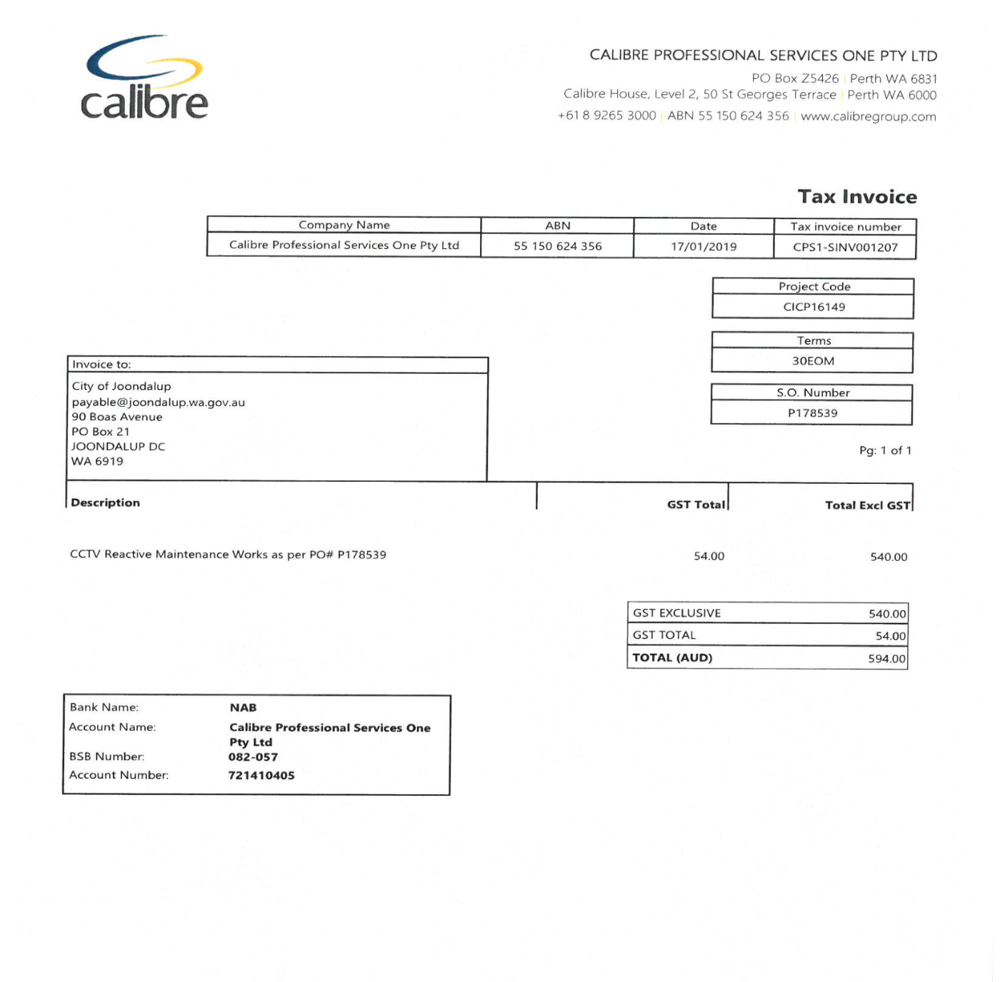 calibre
CALIBRE PROFESSIONAL SERVICES ONE PTY LTD
PO Box Z5426 | Perth WA 6831
Calibre House, Level 2, 50 St Georges Terrace | Perth WA 6000
+61 8 9265 3000 | ABN 55 150 624 356 | www.calibregroup.com
Tax Invoice
Company Name ABN Date Tax invoice number
Calibre Professional Services One Pty Ltd 55 150 624 356 17/01/2019 CPS1-SINV001207
Project Code
CICP16149
Terms
30EOM
S.O. Number
P178539
Pg: 1 of 1
Invoice to:
City of Joondalup
payable@joondalup.wa.gov.au
90 Boas Avenue
PO Box 21
JOONDALUP DC
WA 6919
Description GST Total Total Excl GST
CCTV Reactive Maintenance Works as per PO# P178539 54.00 540.00
GST EXCLUSIVE 540.00
GST TOTAL 54.00
TOTAL (AUD) 594.00
Bank Name: NAB
Account Name: Calibre Professional Services One
Pty Ltd
BSB Number: 082-057
Account Number: 721410405